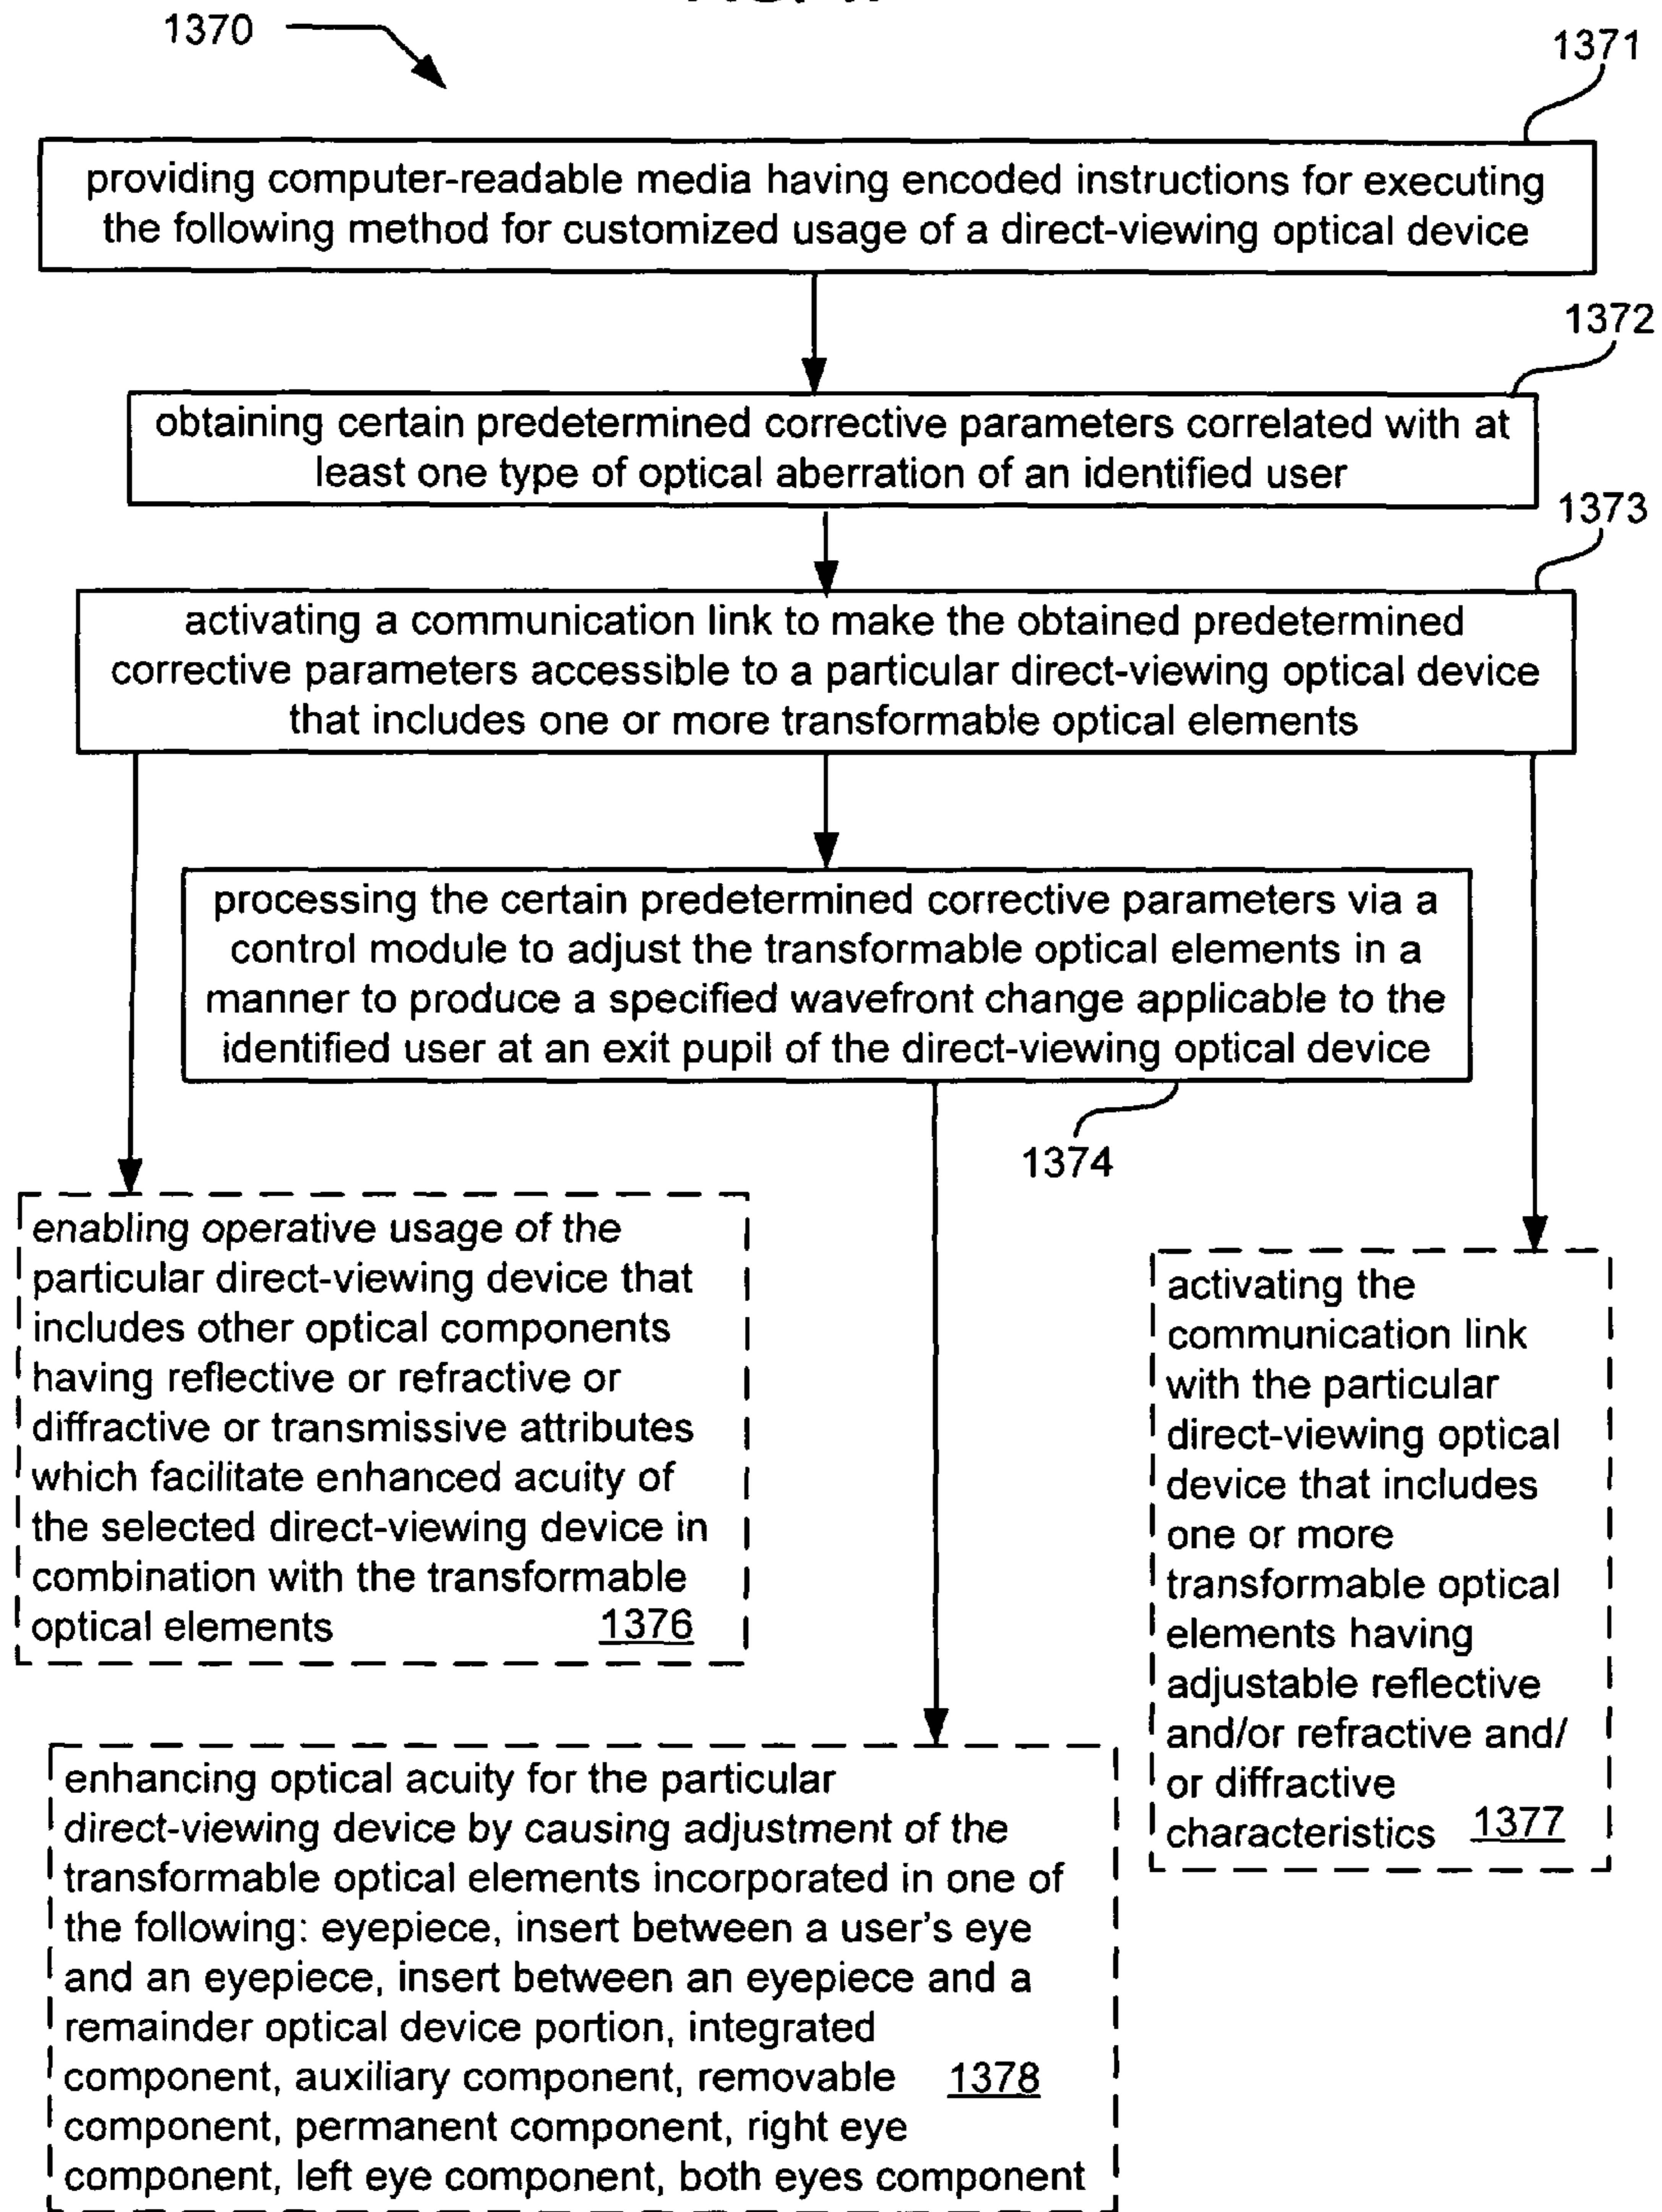 1370
1371
providing computer-readable media having encoded instructions for executing
the following method for customized usage of a direct-viewing optical device
1372
obtaining certain predetermined corrective parameters correlated with at
least one type of optical aberration of an identified user
1373
activating a communication link to make the obtained predetermined
corrective parameters accessible to a particular direct-viewing optical device
that includes one or more transformable optical elements
processing the certain predetermined corrective parameters via a
control module to adjust the transformable optical elements in a
manner to produce a specified wavefront change applicable to the
identified user at an exit pupil of the direct-viewing optical device
1374
enabling operative usage of the
particular direct-viewing device that
includes other optical components
having reflective or refractive or
diffractive or transmissive attributes
which facilitate enhanced acuity of
the selected direct-viewing device in
combination with the transformable
optical elements 1376
activating the
communication link
with the particular
direct-viewing optical
device that includes
one or more
transformable optical
elements having
adjustable reflective
and/or refractive and/
or diffractive
characteristics 1377
enhancing optical acuity for the particular
direct-viewing device by causing adjustment of the
transformable optical elements incorporated in one of
the following: eyepiece, insert between a user's eye
and an eyepiece, insert between an eyepiece and a
remainder optical device portion, integrated
component, auxiliary component, removable 1378
component, permanent component, right eye
component, left eye component, both eyes component